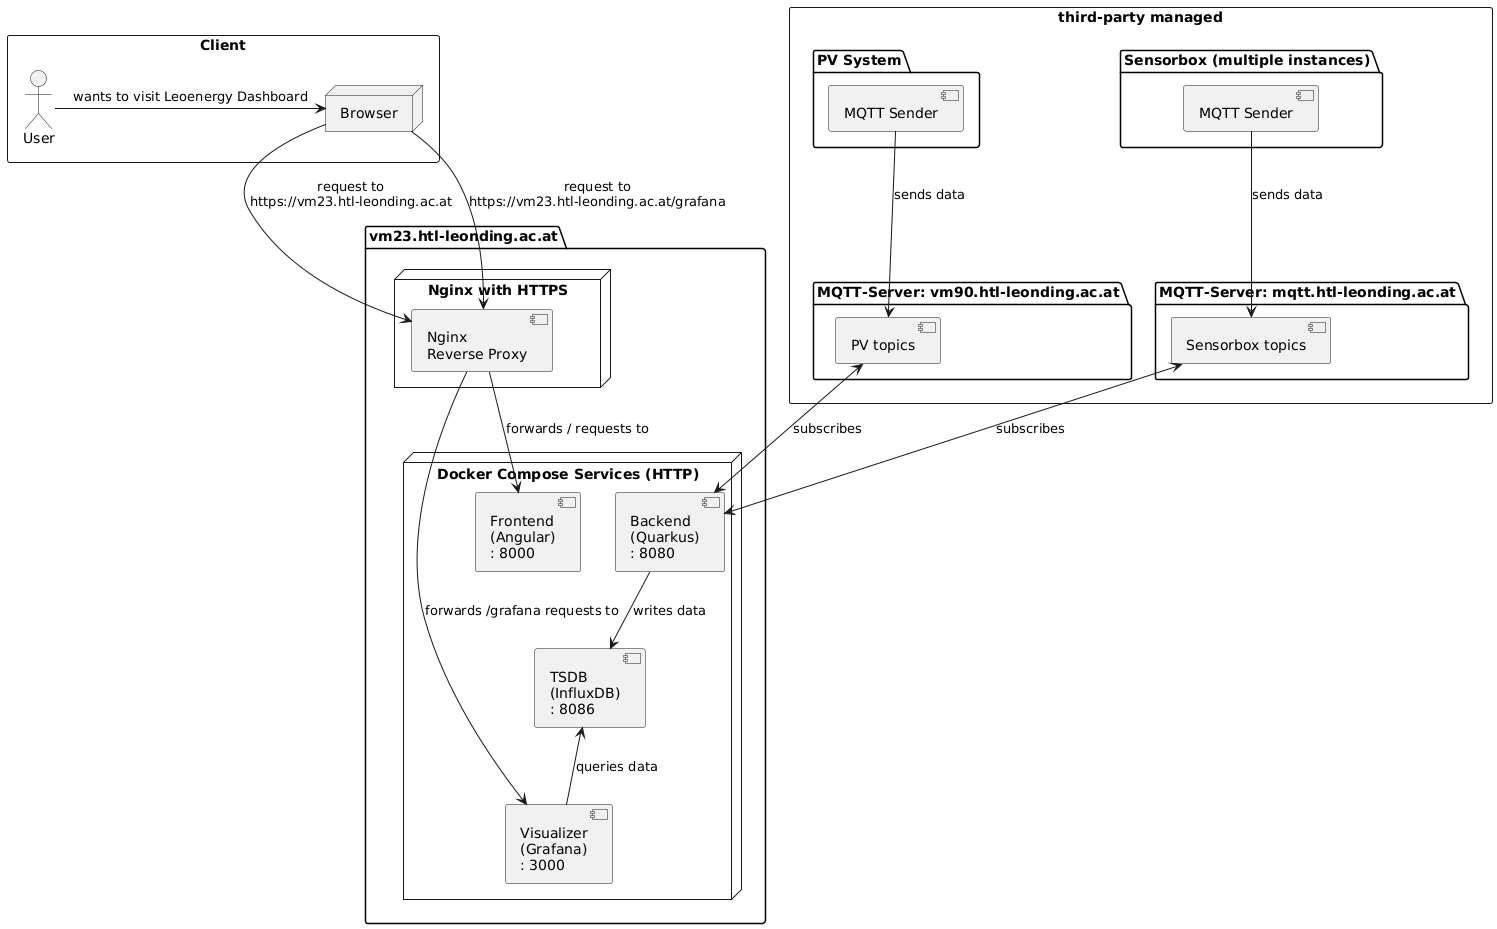 Client
User
wants to visit Leoenergy Dashboard
Browser
request to
https://vm23.htl-leonding.ac.at
request to
https://vm23.htl-leonding.ac.at/grafana
third-party managed
PV System
MQTT Sender
Sensorbox (multiple instances)
MQTT Sender
sends data
sends data
MQTT-Server: vm90.htl-leonding.ac.at
PV topics
MQTT-Server: mqtt.htl-leonding.ac.at
Sensorbox topics
subscribes
subscribes
vm23.htl-leonding.ac.at
Nginx with HTTPS
Nginx
Reverse Proxy
forwards / requests to
Docker Compose Services (HTTP)
Frontend
(Angular)
: 8000
Backend
(Quarkus)
: 8080
forwards /grafana requests to
writes data
TSDB
(InfluxDB)
: 8086
queries data
Visualizer
(Grafana)
: 3000